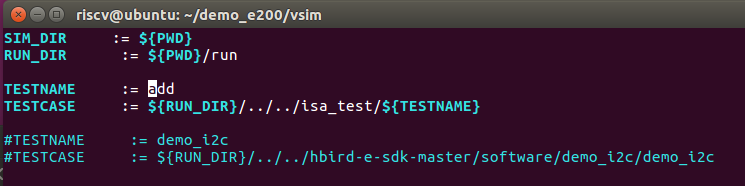 riscv@ubuntu: ~/demo_e200/vsim
SIM_DIR := ${PWD}
RUN_DIR := ${PWD}/run
TESTNAME := add
TESTCASE := ${RUN_DIR}/../../isa_test/${TESTNAME}
#TESTNAME := demo_i2c
#TESTCASE := ${RUN_DIR}/../../hbird-e-sdk-master/software/demo_i2c/demo_i2c